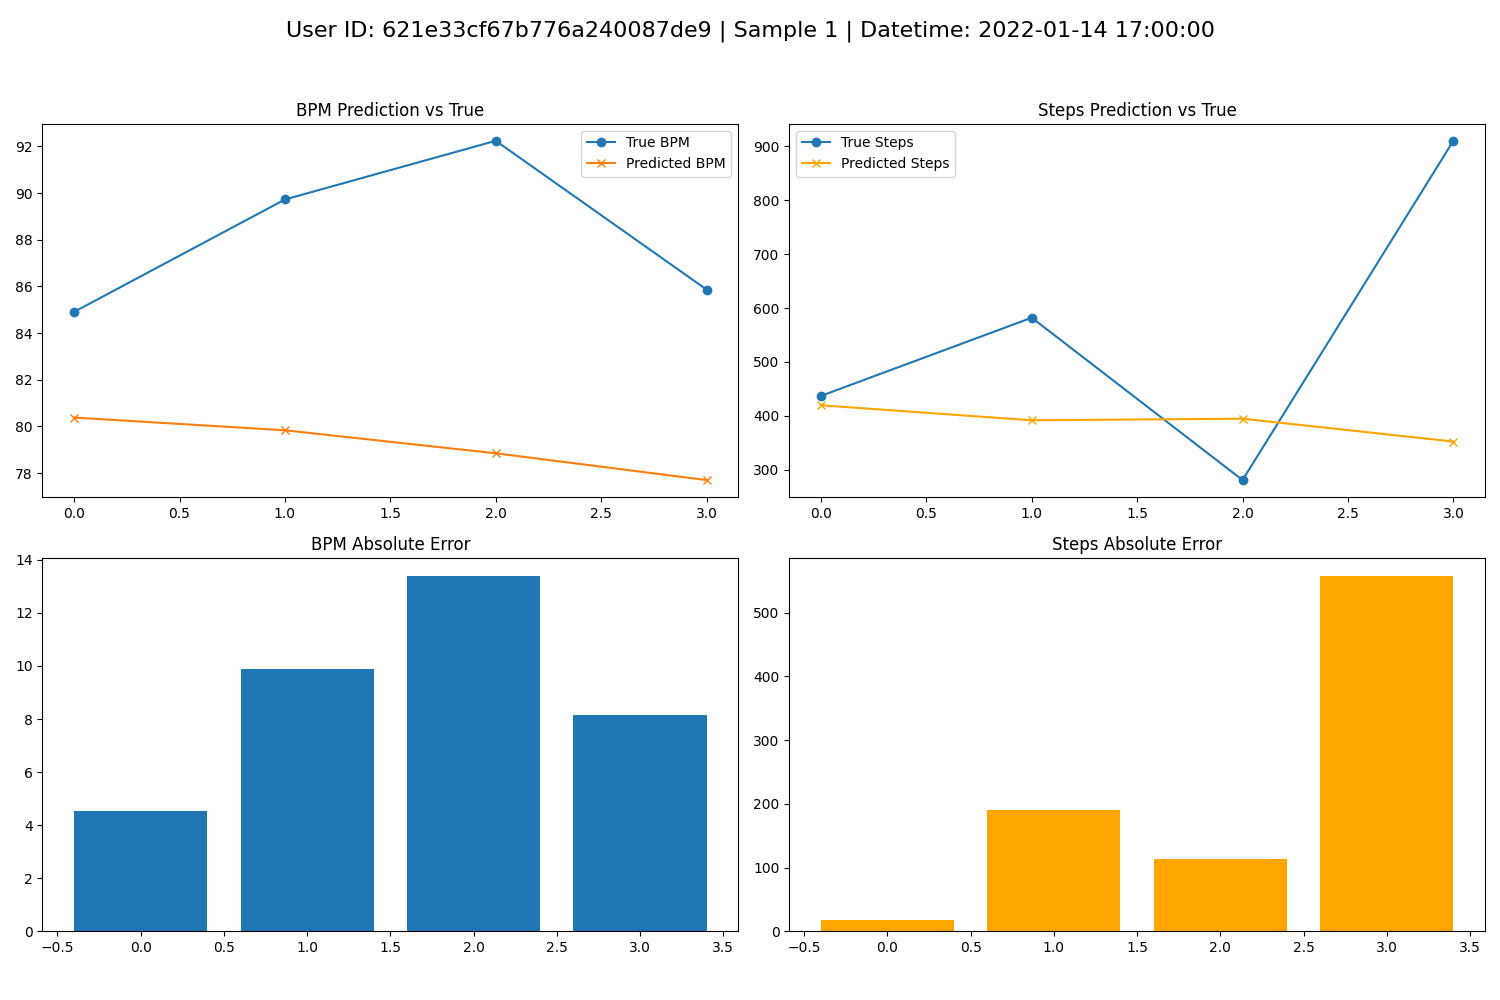 User ID: 621e33cf67b776a240087de9 | Sample 1 | Datetime: 2022-01-14 17:00:00
BPM Prediction vs True
True BPM
Predicted BPM
92
90
88
86
84
82
80
78
0.0 0.5 1.0 1.5 2.0 2.5 3.0
Steps Prediction vs True
True Steps
Predicted Steps
900
800
700
600
500
400
300
0.0 0.5 1.0 1.5 2.0 2.5 3.0
BPM Absolute Error
14
12
10
8
6
4
2
0
−0.5 0.0 0.5 1.0 1.5 2.0 2.5 3.0 3.5
Steps Absolute Error
500
400
300
200
100
0
−0.5 0.0 0.5 1.0 1.5 2.0 2.5 3.0 3.5